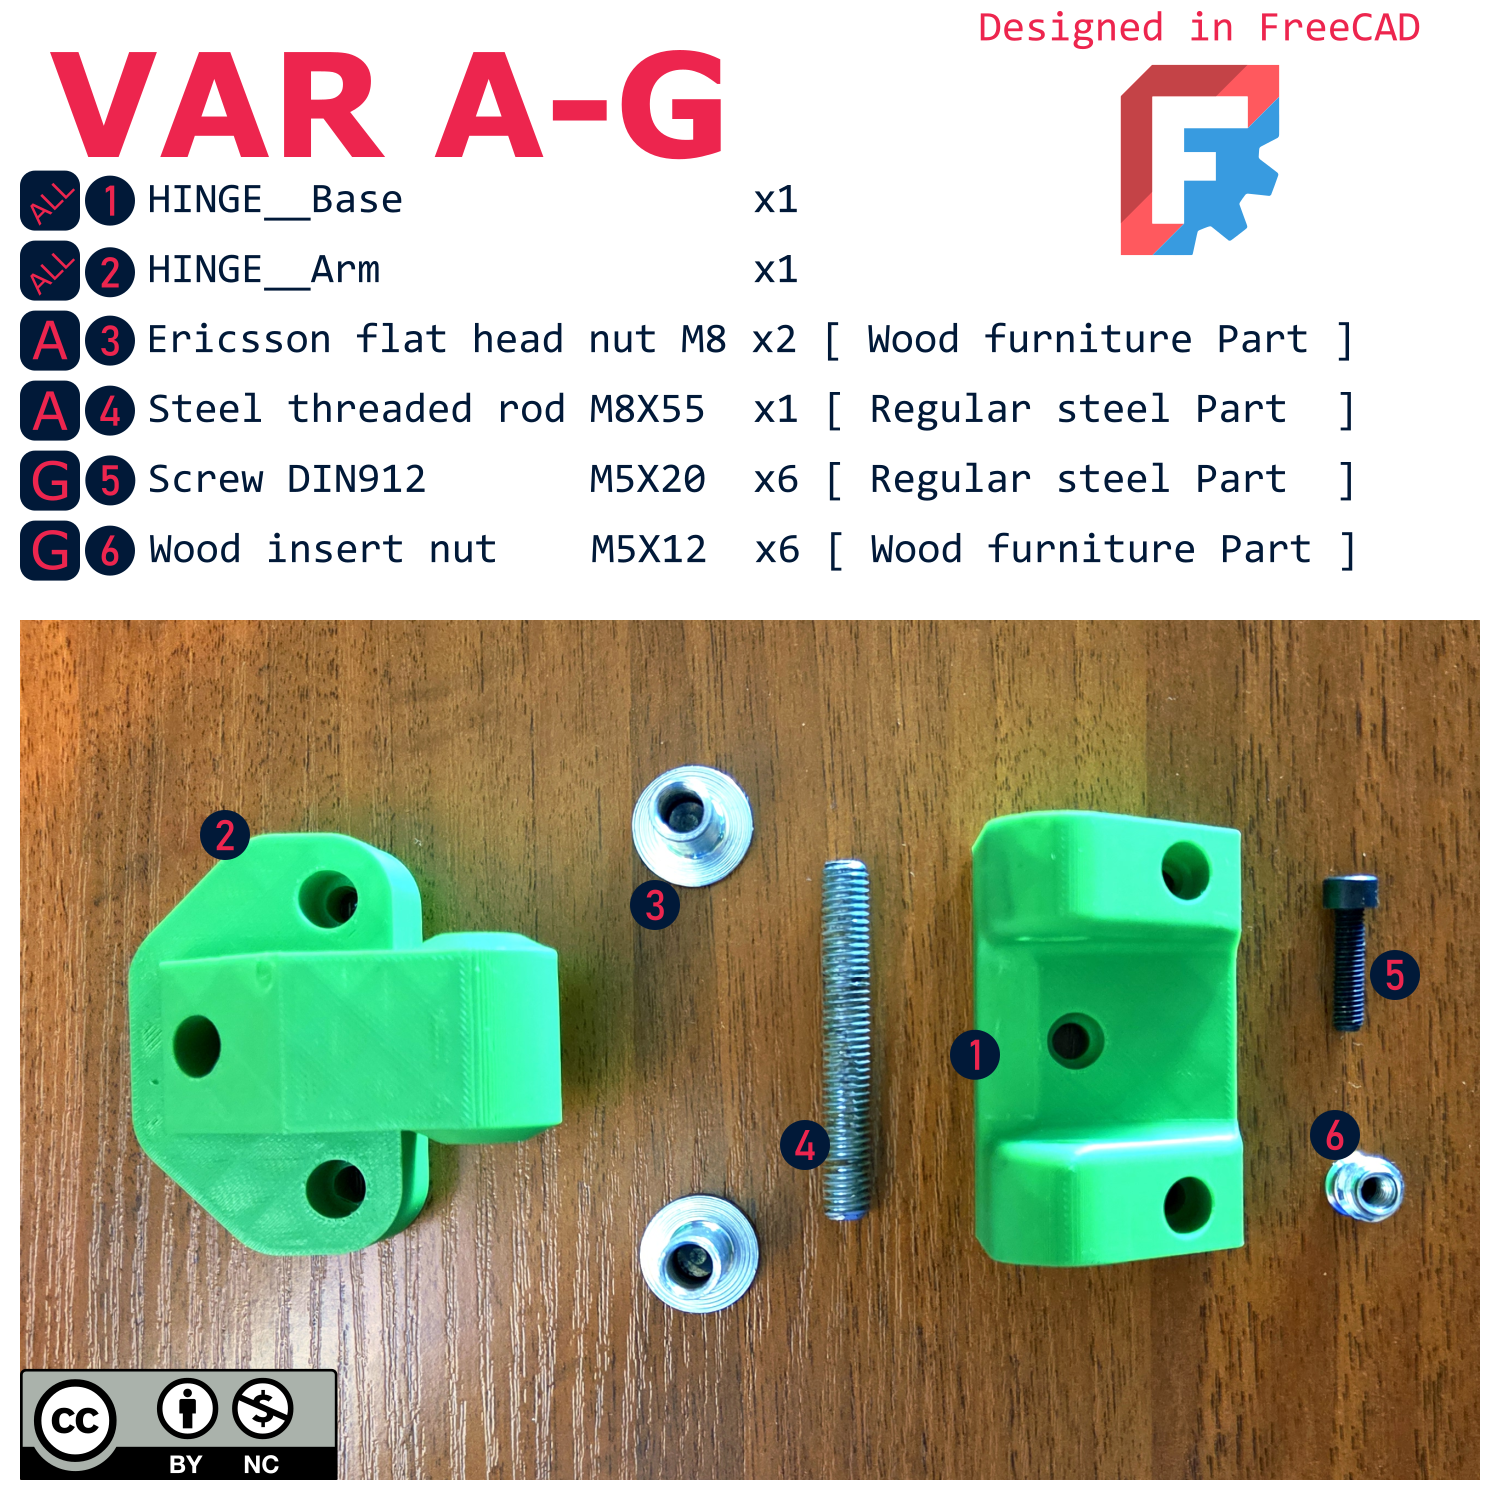 Designed in FreeCAD
VAR A-G
ALL 1 HINGE__Base x1
ALL 2 HINGE__Arm x1
A 3 Ericsson flat head nut M8 x2 [ Wood furniture Part ]
A 4 Steel threaded rod M8X55 x1 [ Regular steel Part ]
G 5 Screw DIN912 M5X20 x6 [ Regular steel Part ]
G 6 Wood insert nut M5X12 x6 [ Wood furniture Part ]
2
3
4
1
5
6
cc
BY NC